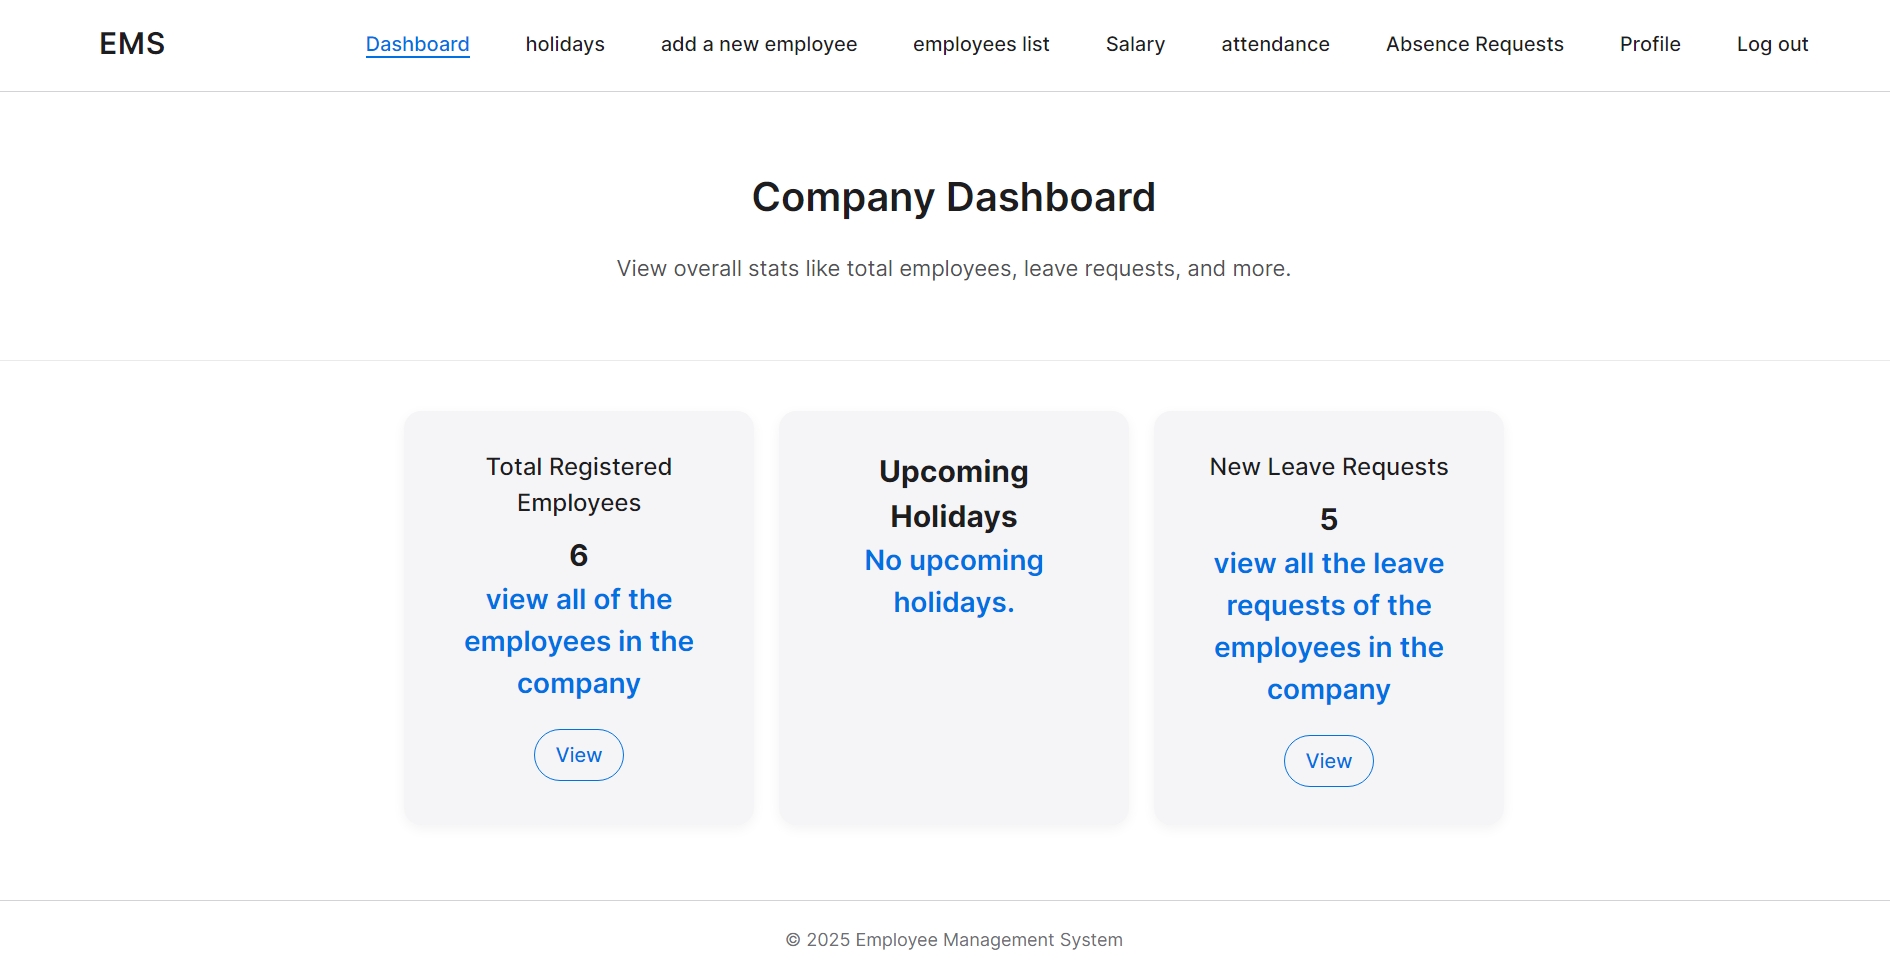 EMS
Dashboard
holidays
add a new employee
employees list
Salary
attendance
Absence Requests
Profile
Log out
Company Dashboard
View overall stats like total employees, leave requests, and more.
Total Registered
Employees
6
view all of the
employees in the
company
View
Upcoming
Holidays
No upcoming
holidays.
New Leave Requests
5
view all the leave
requests of the
employees in the
company
View
© 2025 Employee Management System